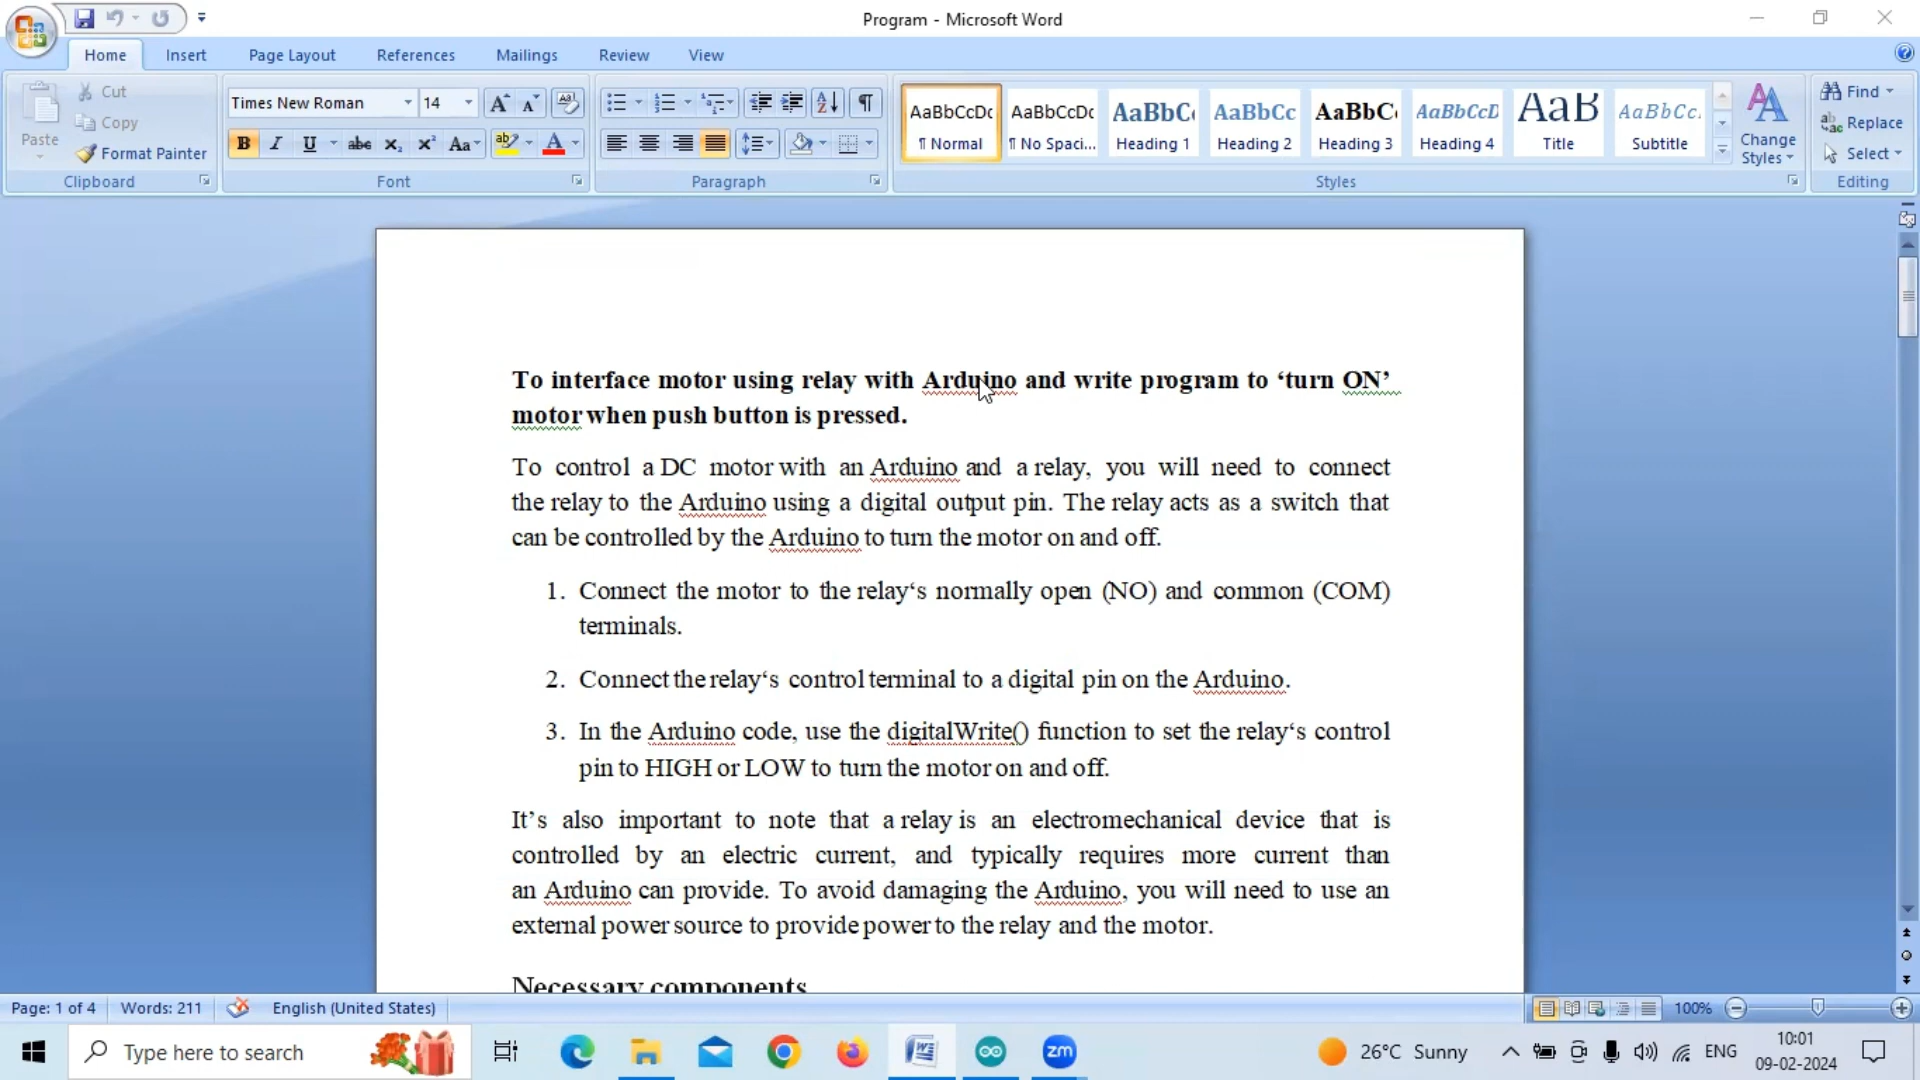 Program - Microsoft Word
Home Insert Page Layout References Mailings Review View
Paste
Cut
Copy
Format Painter
Clipboard
Times New Roman 14
B I U abc x₂ x² Aa ab A
Font
Paragraph
AaBbCcDc AaBbCcDc AaBbC AaBbCc AaBbC AaBbCcD AaB AaBbCc.
¶ Normal ¶ No Spaci... Heading 1 Heading 2 Heading 3 Heading 4 Title Subtitle
Change
Styles
Styles
Find
Replace
Select
Editing
To interface motor using relay with Arduino and write program to ‘turn ON’
motor when push button is pressed.
To control a DC motor with an Arduino and a relay, you will need to connect
the relay to the Arduino using a digital output pin. The relay acts as a switch that
can be controlled by the Arduino to turn the motor on and off.
1. Connect the motor to the relay‘s normally open (NO) and common (COM)
terminals.
2. Connect the relay‘s control terminal to a digital pin on the Arduino.
3. In the Arduino code, use the digitalWrite() function to set the relay‘s control
pin to HIGH or LOW to turn the motor on and off.
It’s also important to note that a relay is an electromechanical device that is
controlled by an electric current, and typically requires more current than
an Arduino can provide. To avoid damaging the Arduino, you will need to use an
external power source to provide power to the relay and the motor.
Necessary components
Page: 1 of 4 Words: 211 English (United States) 100%
Type here to search
zm
26°C Sunny
ENG
10:01
09-02-2024